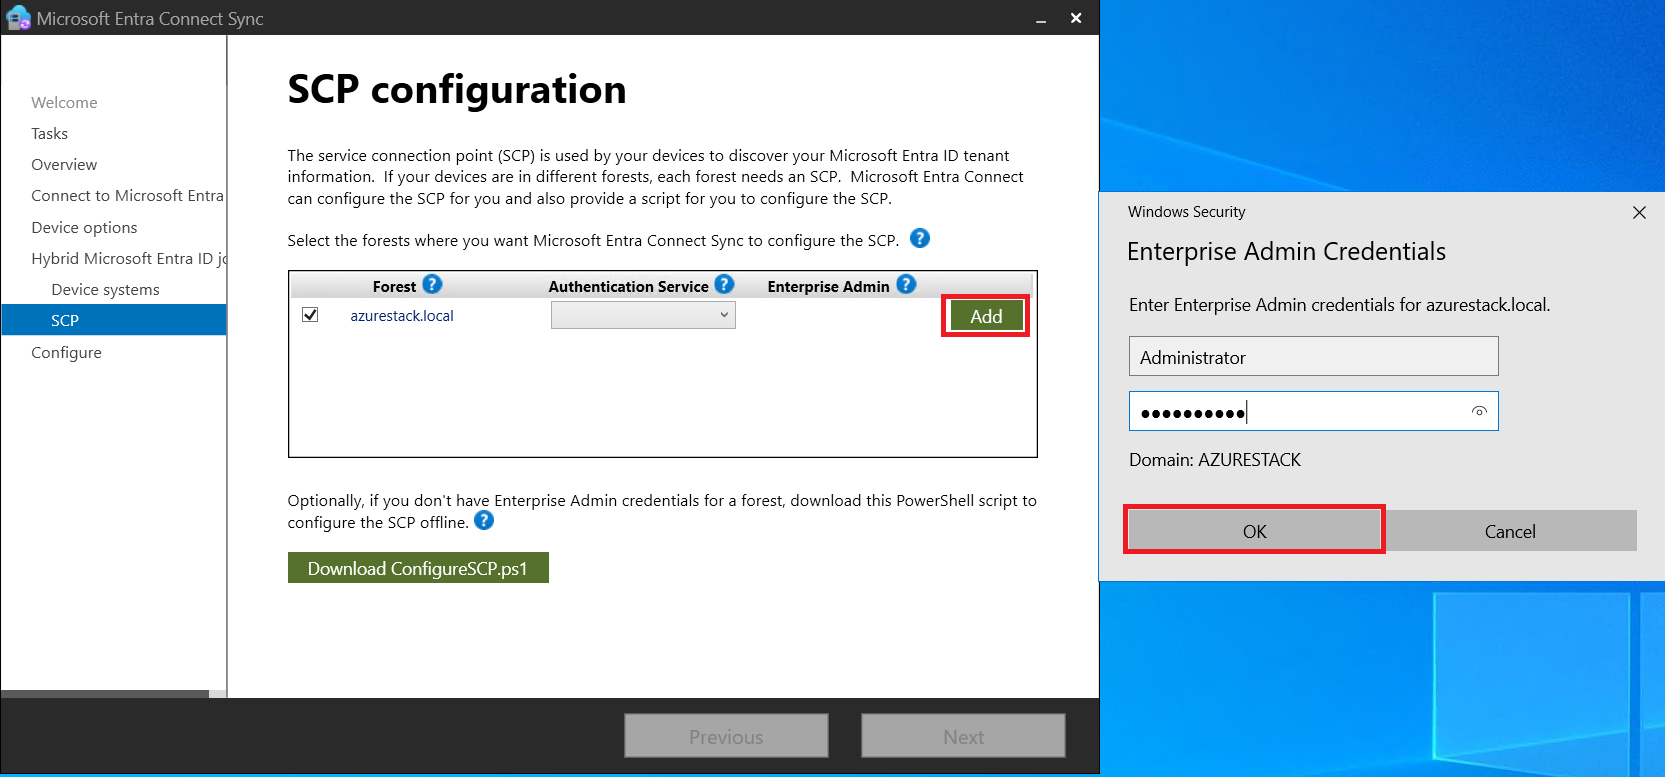 Microsoft Entra Connect Sync
Welcome
Tasks
Overview
Connect to Microsoft Entra
Device options
Hybrid Microsoft Entra ID jo
Device systems
SCP
Configure
SCP configuration
The service connection point (SCP) is used by your devices to discover your Microsoft Entra ID tenant
information.  If your devices are in different forests, each forest needs an SCP.  Microsoft Entra Connect
can configure the SCP for you and also provide a script for you to configure the SCP.
Select the forests where you want Microsoft Entra Connect Sync to configure the SCP. ?
Forest ? Authentication Service ? Enterprise Admin ?
azurestack.local Add
Optionally, if you don't have Enterprise Admin credentials for a forest, download this PowerShell script to
configure the SCP offline. ?
Download ConfigureSCP.ps1
Previous Next
Windows Security
Enterprise Admin Credentials
Enter Enterprise Admin credentials for azurestack.local.
Administrator
●●●●●●●●●●
Domain: AZURESTACK
OK Cancel